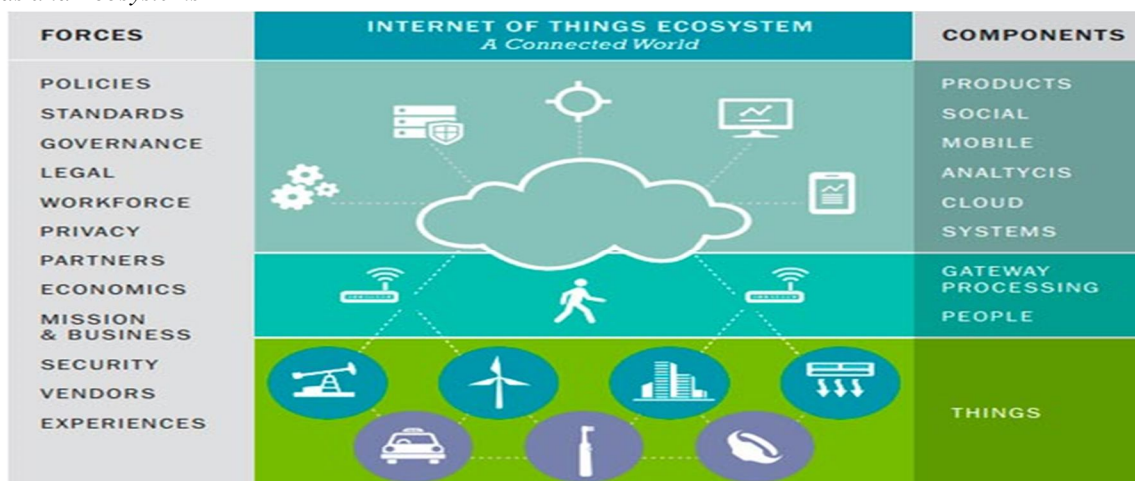 FORCES
POLICIES
STANDARDS
GOVERNANCE
LEGAL
WORKFORCE
PRIVACY
PARTNERS
ECONOMICS
MISSION
& BUSINESS
SECURITY
VENDORS
EXPERIENCES
INTERNET OF THINGS ECOSYSTEM
A Connected World
COMPONENTS
PRODUCTS
SOCIAL
MOBILE
ANALTYCIS
CLOUD
SYSTEMS
GATEWAY
PROCESSING
PEOPLE
THINGS